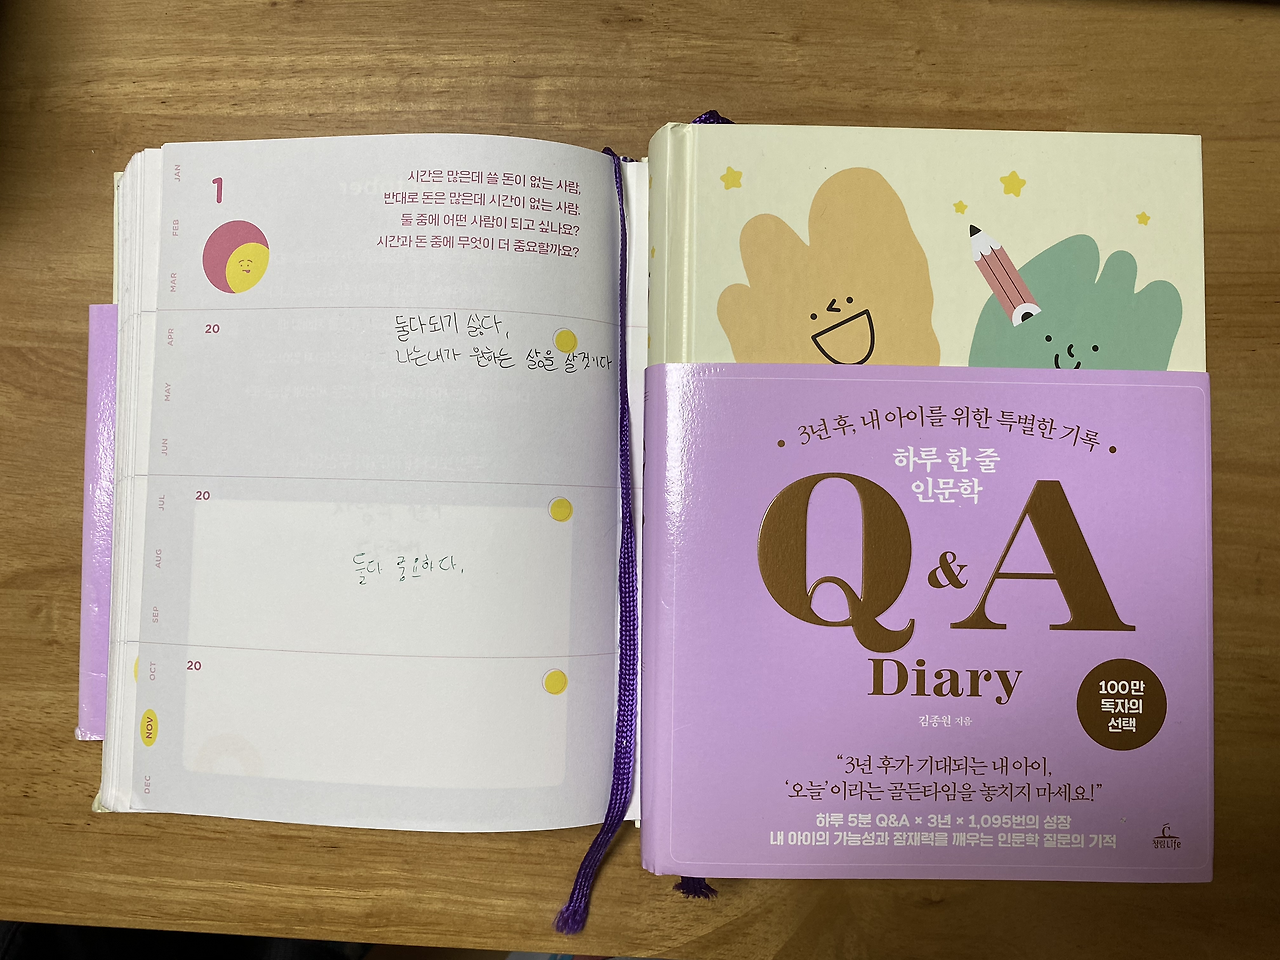 JAN
FEB
MAR
APR
MAY
JUN
JUL
AUG
SEP
OCT
NOV
DEC
1
시간은 많은데 쓸 돈이 없는 사람,
반대로 돈은 많은데 시간이 없는 사람.
둘 중에 어떤 사람이 되고 싶나요?
시간과 돈 중에 무엇이 더 중요할까요?
20
둘다되기 싫다,
나는내가 원하는 삶을 살것이다
20
둘다 중요하다.
20
3년 후, 내 아이를 위한 특별한 기록
하루 한 줄
인문학
Q & A
Diary
김종원 지음
100만
독자의
선택
“3년 후가 기대되는 내 아이,
‘오늘’이라는 골든타임을 놓치지 마세요!”
하루 5분 Q&A × 3년 × 1,095번의 성장
내 아이의 가능성과 잠재력을 깨우는 인문학 질문의 기적
청림Life